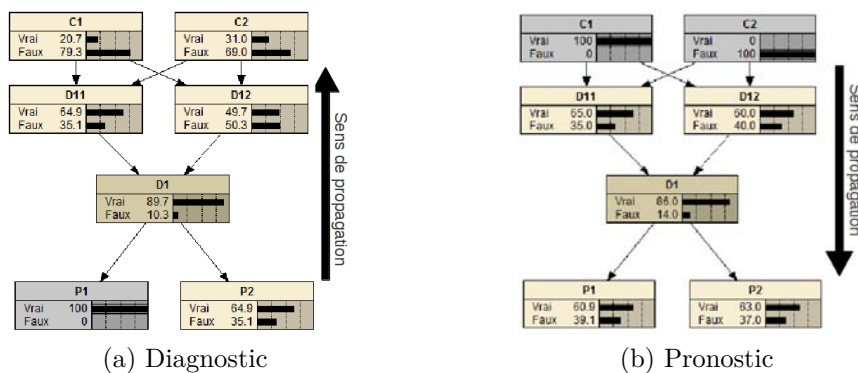 C1
Vrai 20.7
Faux 79.3
C2
Vrai 31.0
Faux 69.0
D11
Vrai 64.9
Faux 35.1
D12
Vrai 49.7
Faux 50.3
D1
Vrai 89.7
Faux 10.3
P1
Vrai 100
Faux 0
P2
Vrai 64.9
Faux 35.1
Sens de propagation
(a) Diagnostic
C1
Vrai 100
Faux 0
C2
Vrai 0
Faux 100
D11
Vrai 65.0
Faux 35.0
D12
Vrai 60.0
Faux 40.0
D1
Vrai 86.0
Faux 14.0
P1
Vrai 60.9
Faux 39.1
P2
Vrai 63.0
Faux 37.0
Sens de propagation
(b) Pronostic